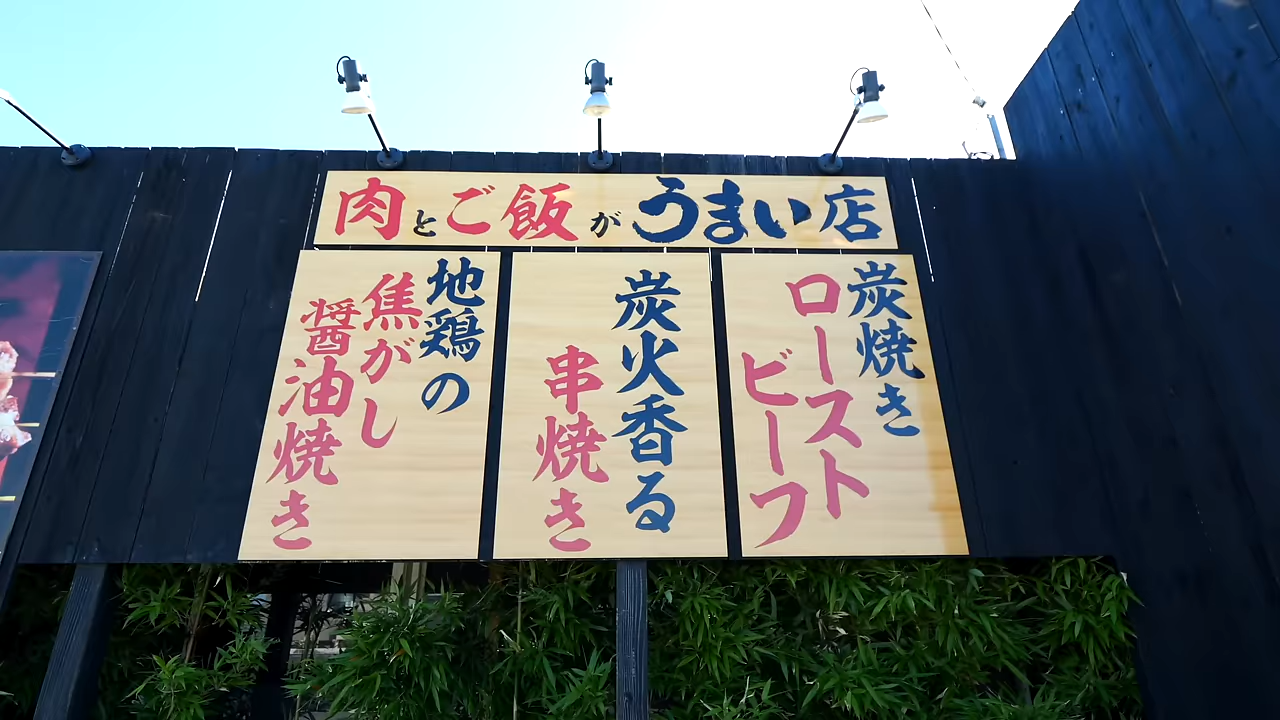 肉とご飯がうまい店
炭焼き
ロースト
ビーフ
炭火香る
串焼き
地鶏の
焦がし
醤油焼き